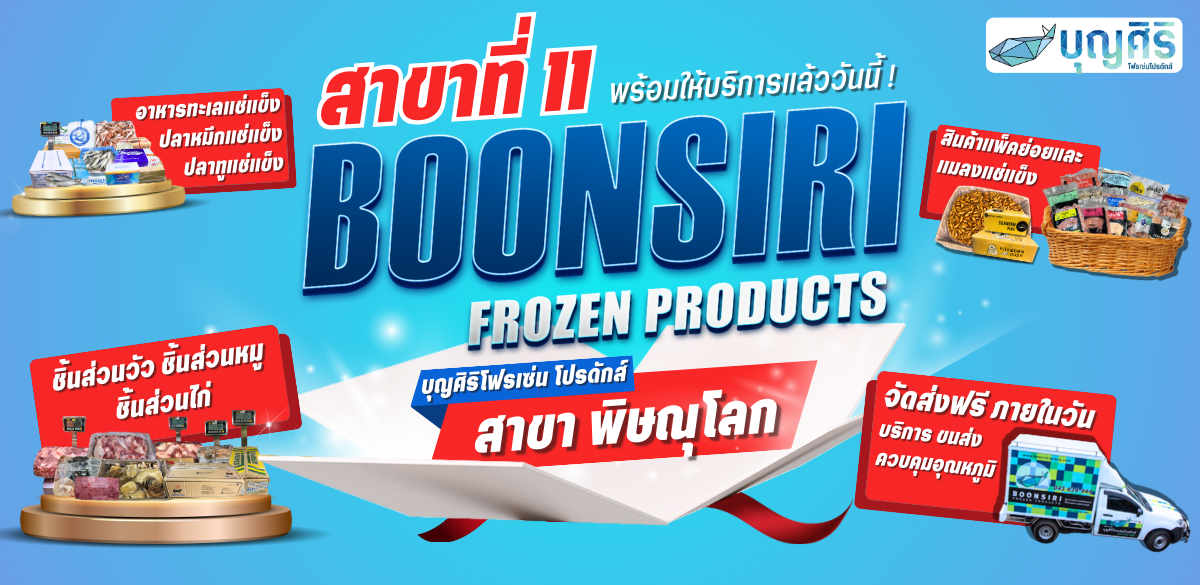 บุญศิริ
โฟรเซ่นโปรดักส์
สาขาที่ 11
พร้อมให้บริการแล้ววันนี้ !
BOONSIRI
FROZEN PRODUCTS
อาหารทะเลแช่แข็ง
ปลาหมึกแช่แข็ง
ปลาทูแช่แข็ง
สินค้าแพ็คย่อยและ
แมลงแช่แข็ง
บุญศิริโฟรเซ่น โปรดักส์
สาขา พิษณุโลก
ชิ้นส่วนวัว ชิ้นส่วนหมู
ชิ้นส่วนไก่
จัดส่งฟรี ภายในวัน
บริการ ขนส่ง
ควบคุมอุณหภูมิ
BOONSIRI
FROZEN PRODUCTS